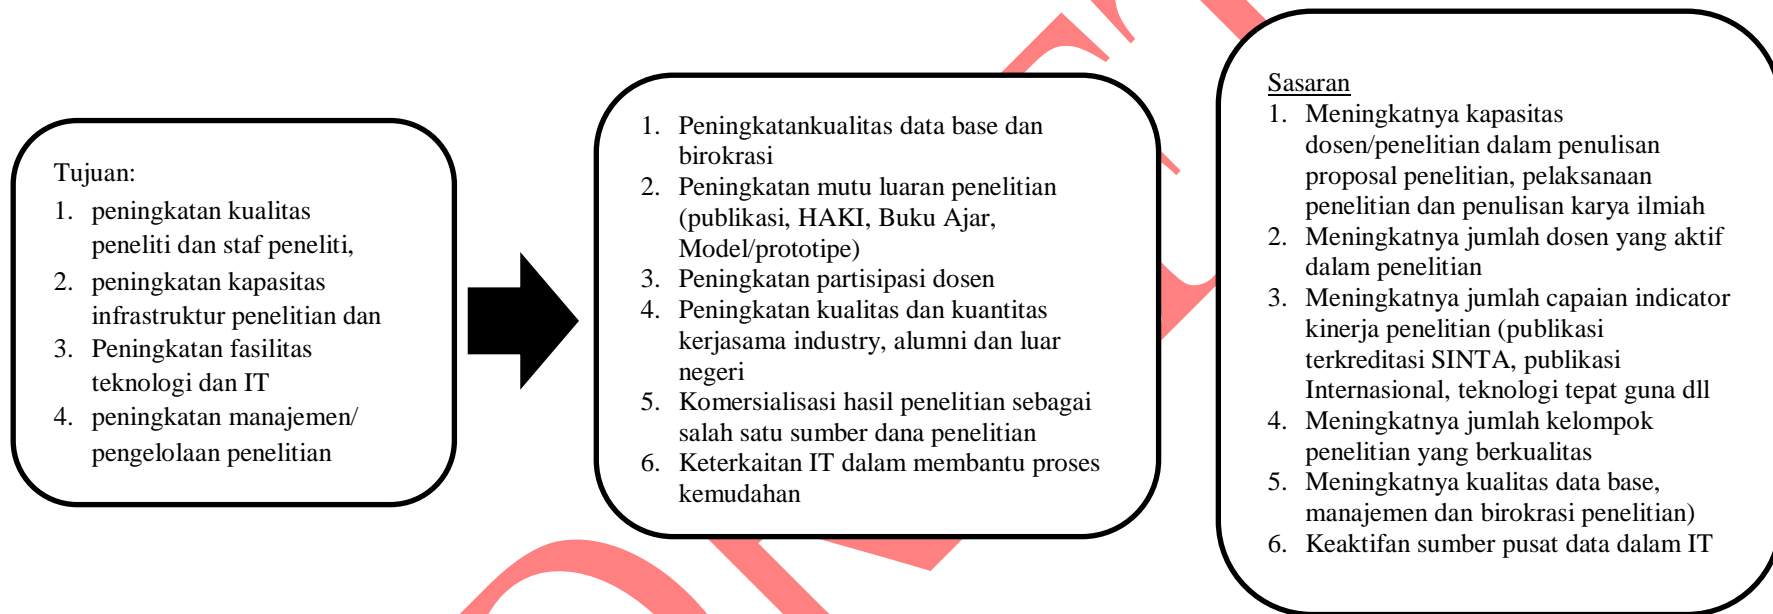 Tujuan:
1. peningkatan kualitas
peneliti dan staf peneliti,
2. peningkatan kapasitas
infrastruktur penelitian dan
3. Peningkatan fasilitas
teknologi dan IT
4. peningkatan manajemen/
pengelolaan penelitian
1. Peningkatankualitas data base dan
birokrasi
2. Peningkatan mutu luaran penelitian
(publikasi, HAKI, Buku Ajar,
Model/prototipe)
3. Peningkatan partisipasi dosen
4. Peningkatan kualitas dan kuantitas
kerjasama industry, alumni dan luar
negeri
5. Komersialisasi hasil penelitian sebagai
salah satu sumber dana penelitian
6. Keterkaitan IT dalam membantu proses
kemudahan
Sasaran
1. Meningkatnya kapasitas
dosen/penelitian dalam penulisan
proposal penelitian, pelaksanaan
penelitian dan penulisan karya ilmiah
2. Meningkatnya jumlah dosen yang aktif
dalam penelitian
3. Meningkatnya jumlah capaian indicator
kinerja penelitian (publikasi
terkreditasi SINTA, publikasi
Internasional, teknologi tepat guna dll
4. Meningkatnya jumlah kelompok
penelitian yang berkualitas
5. Meningkatnya kualitas data base,
manajemen dan birokrasi penelitian)
6. Keaktifan sumber pusat data dalam IT